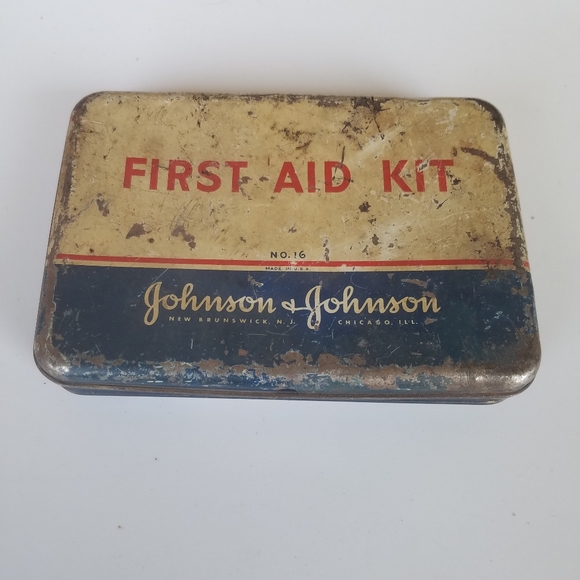 FIRST AID KIT
NO. 16
MADE IN U.S.A.
Johnson & Johnson
NEW BRUNSWICK, N.J. CHICAGO, ILL.